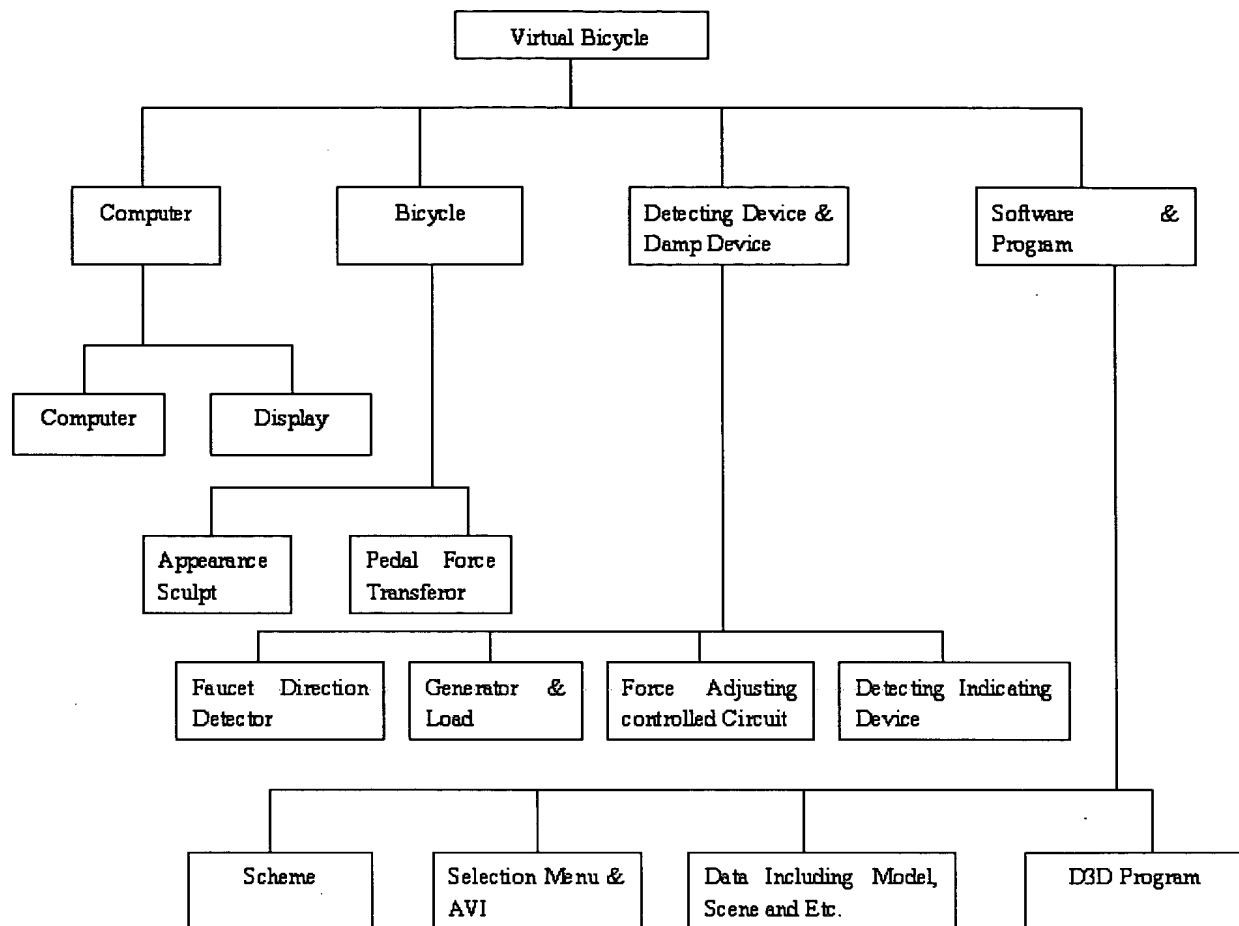 Virtual Bicycle
Computer
Bicycle
Detecting Device &
Damp Device
Software &
Program
Computer
Display
Appearance
Sculpt
Pedal Force
Transferor
Faucet Direction
Detector
Generator &
Load
Force Adjusting
controlled Circuit
Detecting Indicating
Device
Scheme
Selection Menu &
AVI
Data Including Model,
Scene and Etc.
D3D Program